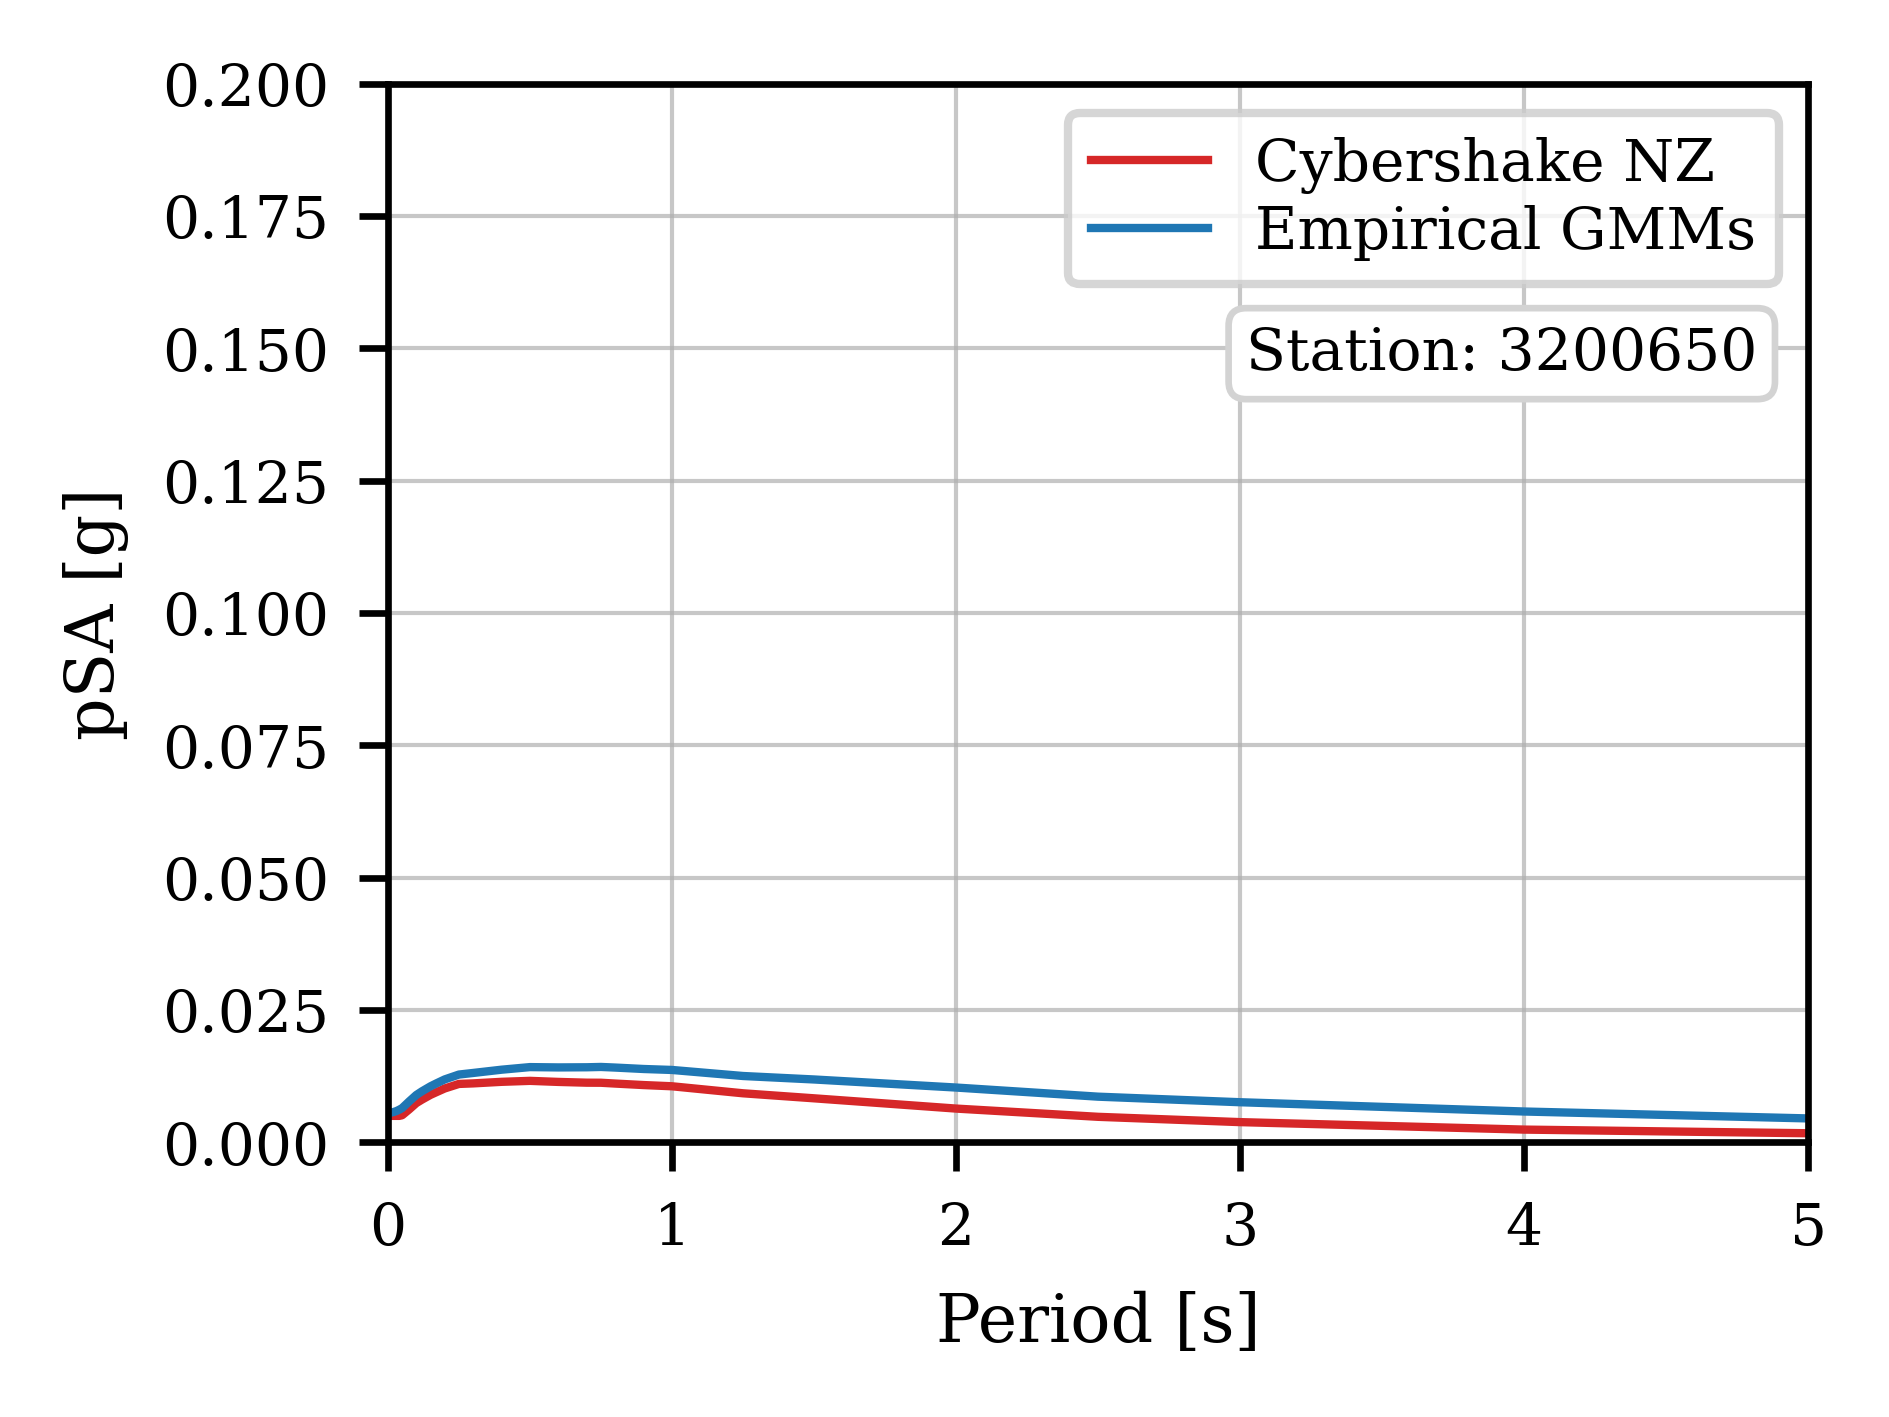 0.200
0.175
0.150
0.125
0.100
0.075
0.050
0.025
0.000
pSA [g]
Cybershake NZ
Empirical GMMs
Station: 3200650
0 1 2 3 4 5
Period [s]